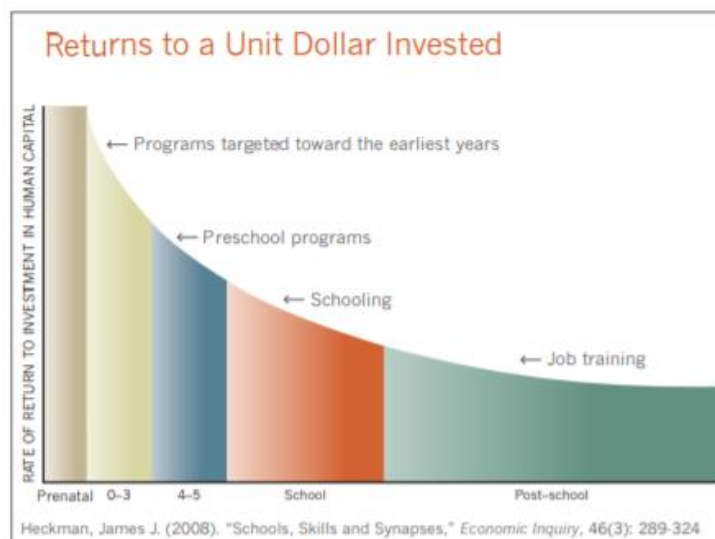 Returns to a Unit Dollar Invested
RATE OF RETURN TO INVESTMENT IN HUMAN CAPITAL
← Programs targeted toward the earliest years
← Preschool programs
← Schooling
← Job training
Prenatal 0–3 4–5 School Post-school
Heckman, James J. (2008). "Schools, Skills and Synapses," Economic Inquiry, 46(3): 289-324